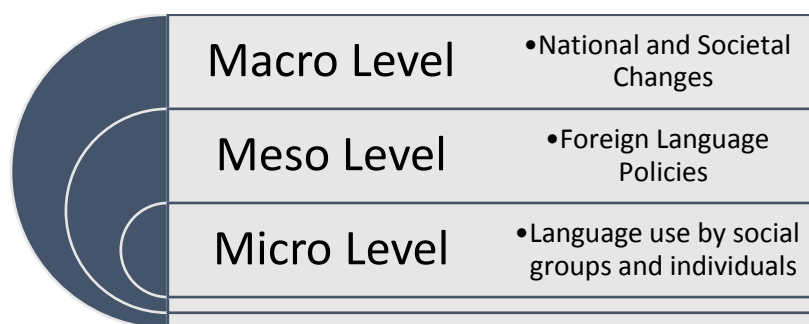 Macro Level
•National and Societal
Changes
Meso Level
•Foreign Language
Policies
Micro Level
•Language use by social
groups and individuals